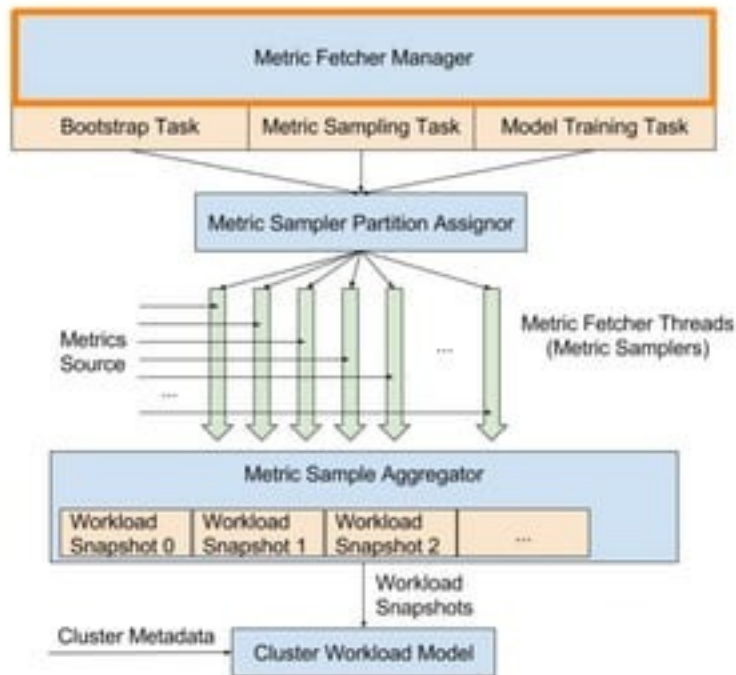 Metric Fetcher Manager
Bootstrap Task
Metric Sampling Task
Model Training Task
Metric Sampler Partition Assignor
Metrics
Source
...
...
Metric Fetcher Threads
(Metric Samplers)
Metric Sample Aggregator
Workload
Snapshot 0
Workload
Snapshot 1
Workload
Snapshot 2
...
Workload
Snapshots
Cluster Metadata
Cluster Workload Model